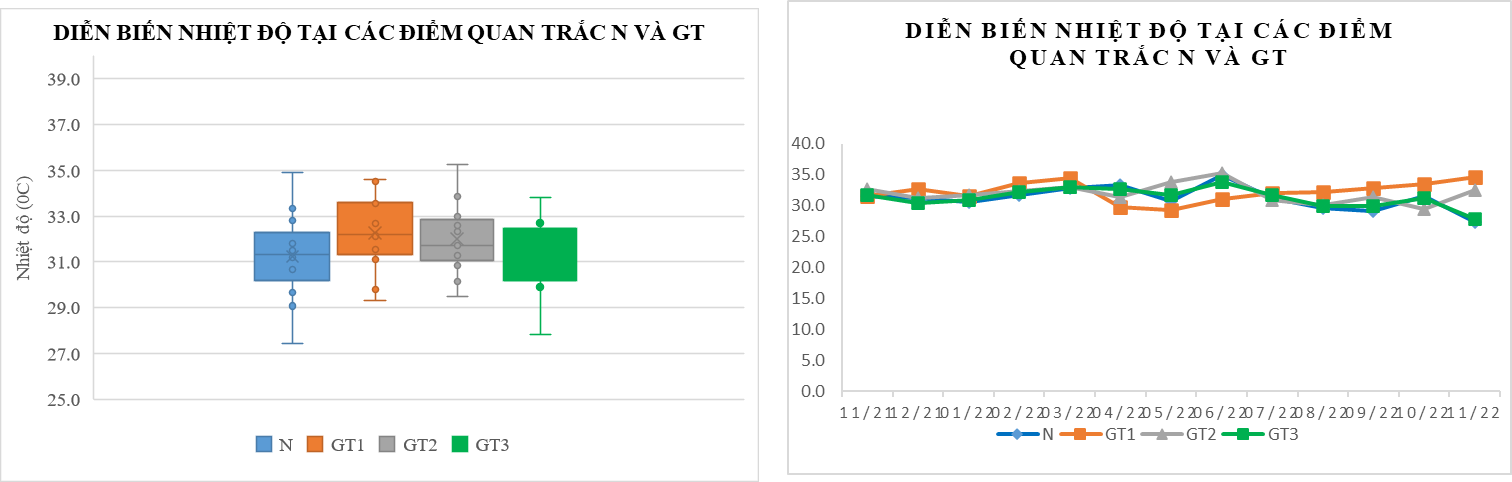 DIỄN BIẾN NHIỆT ĐỘ TẠI CÁC ĐIỂM QUAN TRẮC N VÀ GT
39.0
37.0
35.0
33.0
31.0
29.0
27.0
25.0
Nhiệt độ (0C)
N GT1 GT2 GT3
DIỄN BIẾN NHIỆT ĐỘ TẠI CÁC ĐIỂM
QUAN TRẮC N VÀ GT
40.0
35.0
30.0
25.0
20.0
15.0
10.0
5.0
0.0
11/21 12/21 01/22 02/22 03/22 04/22 05/22 06/22 07/22 08/22 09/22 10/22 11/22
N GT1 GT2 GT3